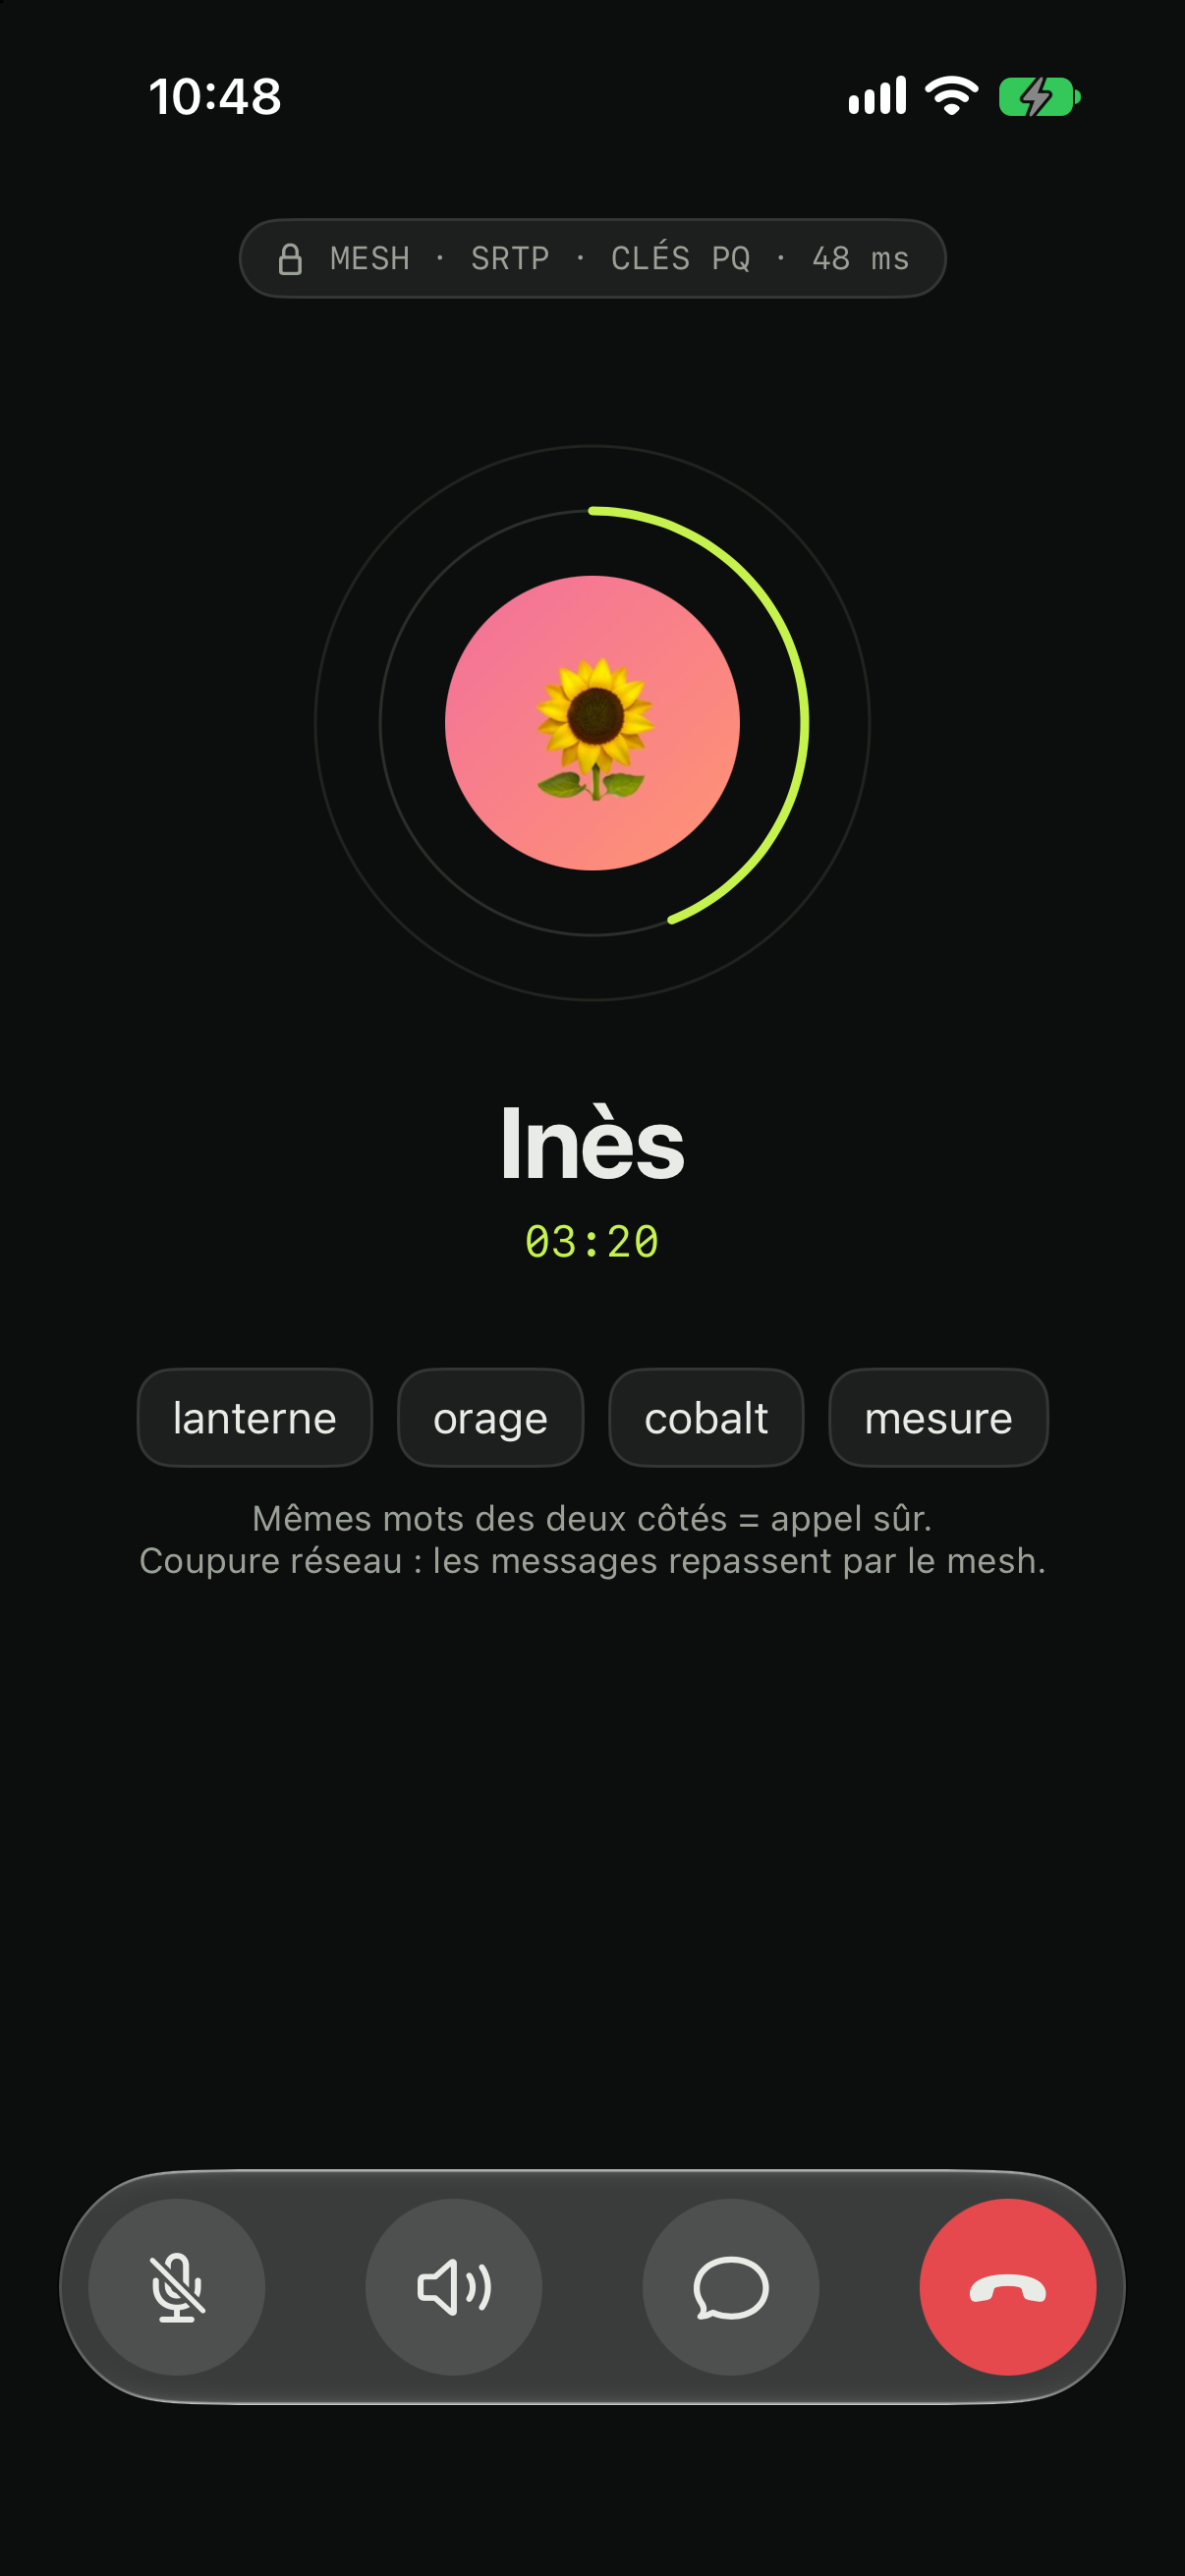 10:48
MESH · SRTP · CLÉS PQ · 48 ms
Inès
03:20
lanterne orage cobalt mesure
Mêmes mots des deux côtés = appel sûr.
Coupure réseau : les messages repassent par le mesh.